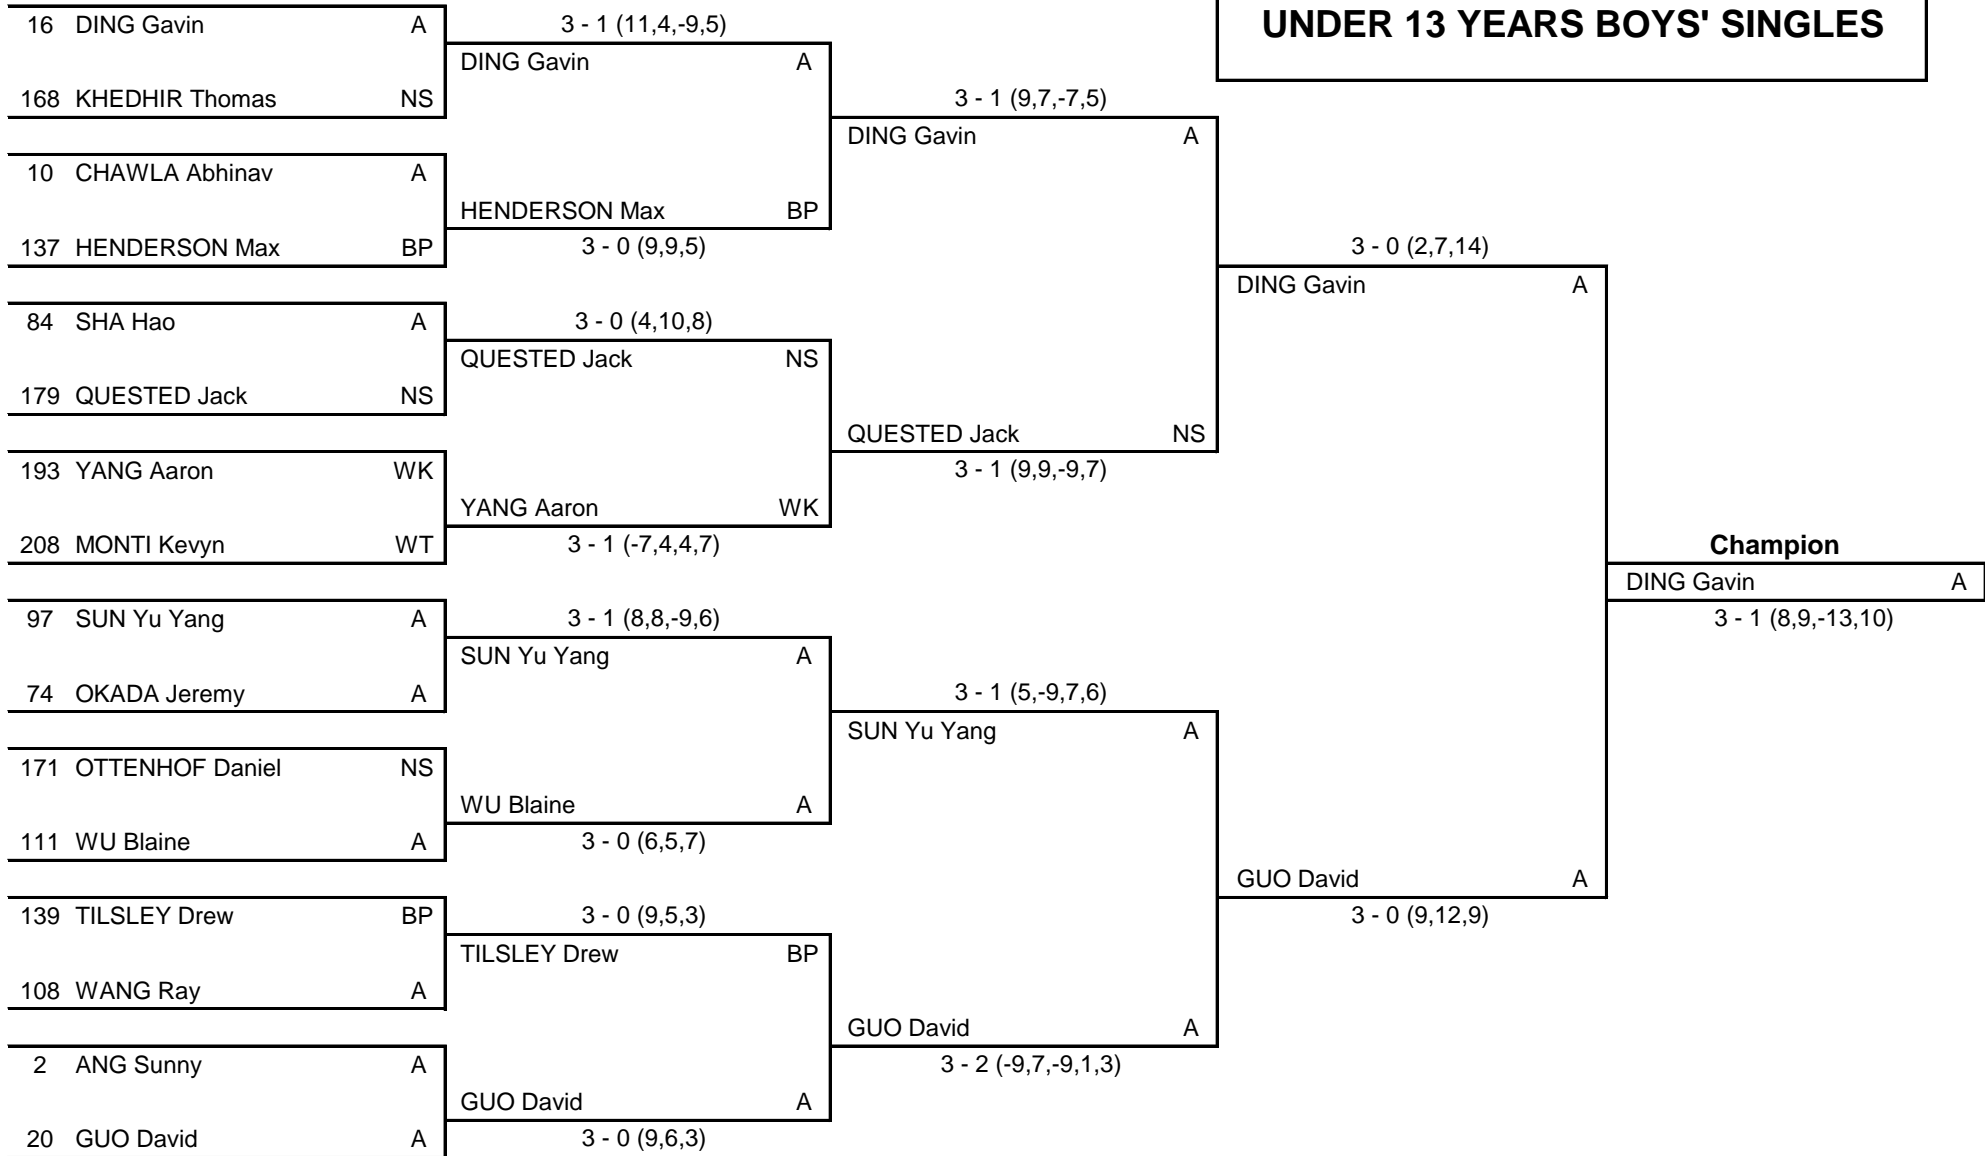 UNDER 13 YEARS BOYS' SINGLES
16 DING Gavin A
3 - 1 (11,4,-9,5)
DING Gavin A
168 KHEDHIR Thomas NS
3 - 1 (9,7,-7,5)
DING Gavin A
10 CHAWLA Abhinav A
HENDERSON Max BP
137 HENDERSON Max BP
3 - 0 (9,9,5)
3 - 0 (2,7,14)
DING Gavin A
84 SHA Hao A
3 - 0 (4,10,8)
QUESTED Jack NS
179 QUESTED Jack NS
QUESTED Jack NS
193 YANG Aaron WK
3 - 1 (9,9,-9,7)
YANG Aaron WK
208 MONTI Kevyn WT
3 - 1 (-7,4,4,7)
Champion
DING Gavin A
97 SUN Yu Yang A
3 - 1 (8,8,-9,6)
3 - 1 (8,9,-13,10)
SUN Yu Yang A
74 OKADA Jeremy A
3 - 1 (5,-9,7,6)
SUN Yu Yang A
171 OTTENHOF Daniel NS
WU Blaine A
111 WU Blaine A
3 - 0 (6,5,7)
GUO David A
139 TILSLEY Drew BP
3 - 0 (9,5,3)
3 - 0 (9,12,9)
TILSLEY Drew BP
108 WANG Ray A
GUO David A
2 ANG Sunny A
3 - 2 (-9,7,-9,1,3)
GUO David A
20 GUO David A
3 - 0 (9,6,3)